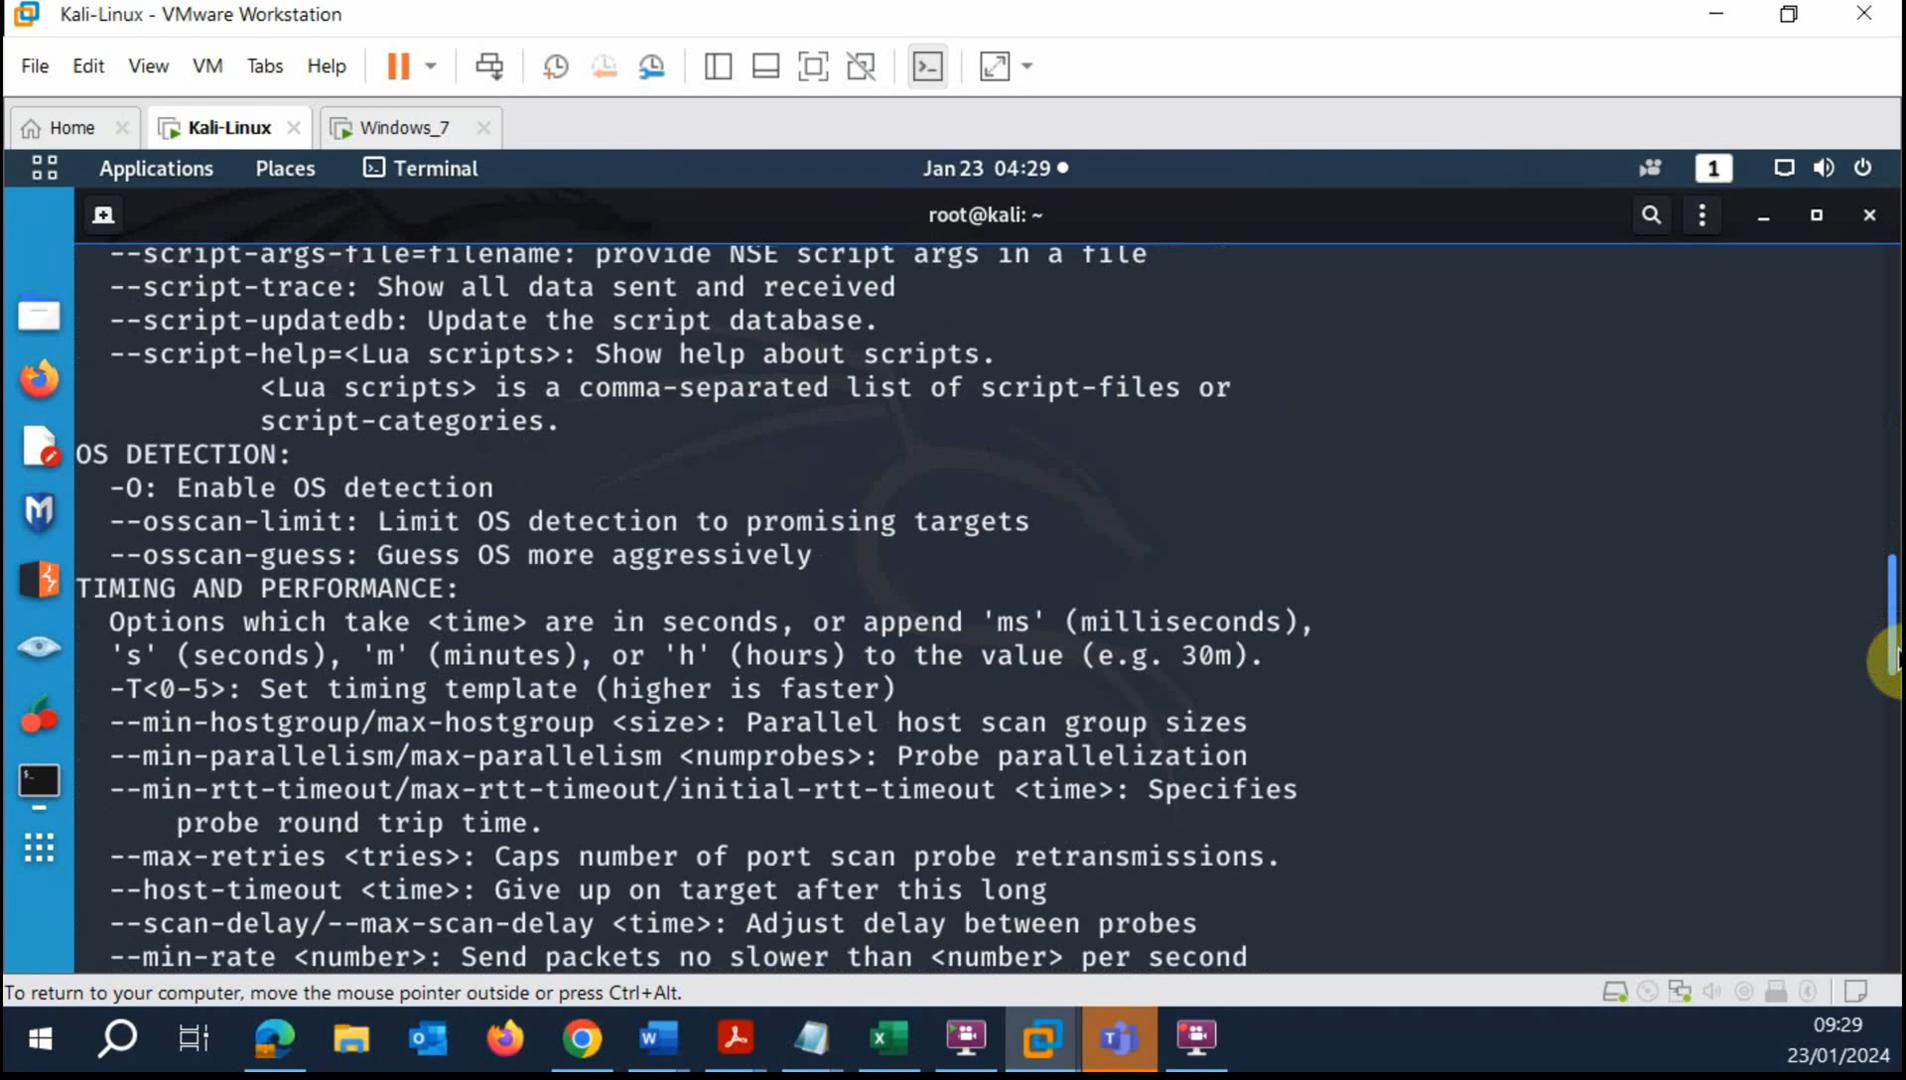 Kali-Linux - VMware Workstation
File Edit View VM Tabs Help
Home Kali-Linux Windows_7
Applications Places Terminal Jan 23 04:29 1
root@kali: ~
--script-args-file=filename: provide NSE script args in a file
--script-trace: Show all data sent and received
--script-updatedb: Update the script database.
--script-help=<Lua scripts>: Show help about scripts.
<Lua scripts> is a comma-separated list of script-files or
script-categories.
OS DETECTION:
-O: Enable OS detection
--osscan-limit: Limit OS detection to promising targets
--osscan-guess: Guess OS more aggressively
TIMING AND PERFORMANCE:
Options which take <time> are in seconds, or append 'ms' (milliseconds),
's' (seconds), 'm' (minutes), or 'h' (hours) to the value (e.g. 30m).
-T<0-5>: Set timing template (higher is faster)
--min-hostgroup/max-hostgroup <size>: Parallel host scan group sizes
--min-parallelism/max-parallelism <numprobes>: Probe parallelization
--min-rtt-timeout/max-rtt-timeout/initial-rtt-timeout <time>: Specifies
probe round trip time.
--max-retries <tries>: Caps number of port scan probe retransmissions.
--host-timeout <time>: Give up on target after this long
--scan-delay/--max-scan-delay <time>: Adjust delay between probes
--min-rate <number>: Send packets no slower than <number> per second
To return to your computer, move the mouse pointer outside or press Ctrl+Alt.
09:29
23/01/2024